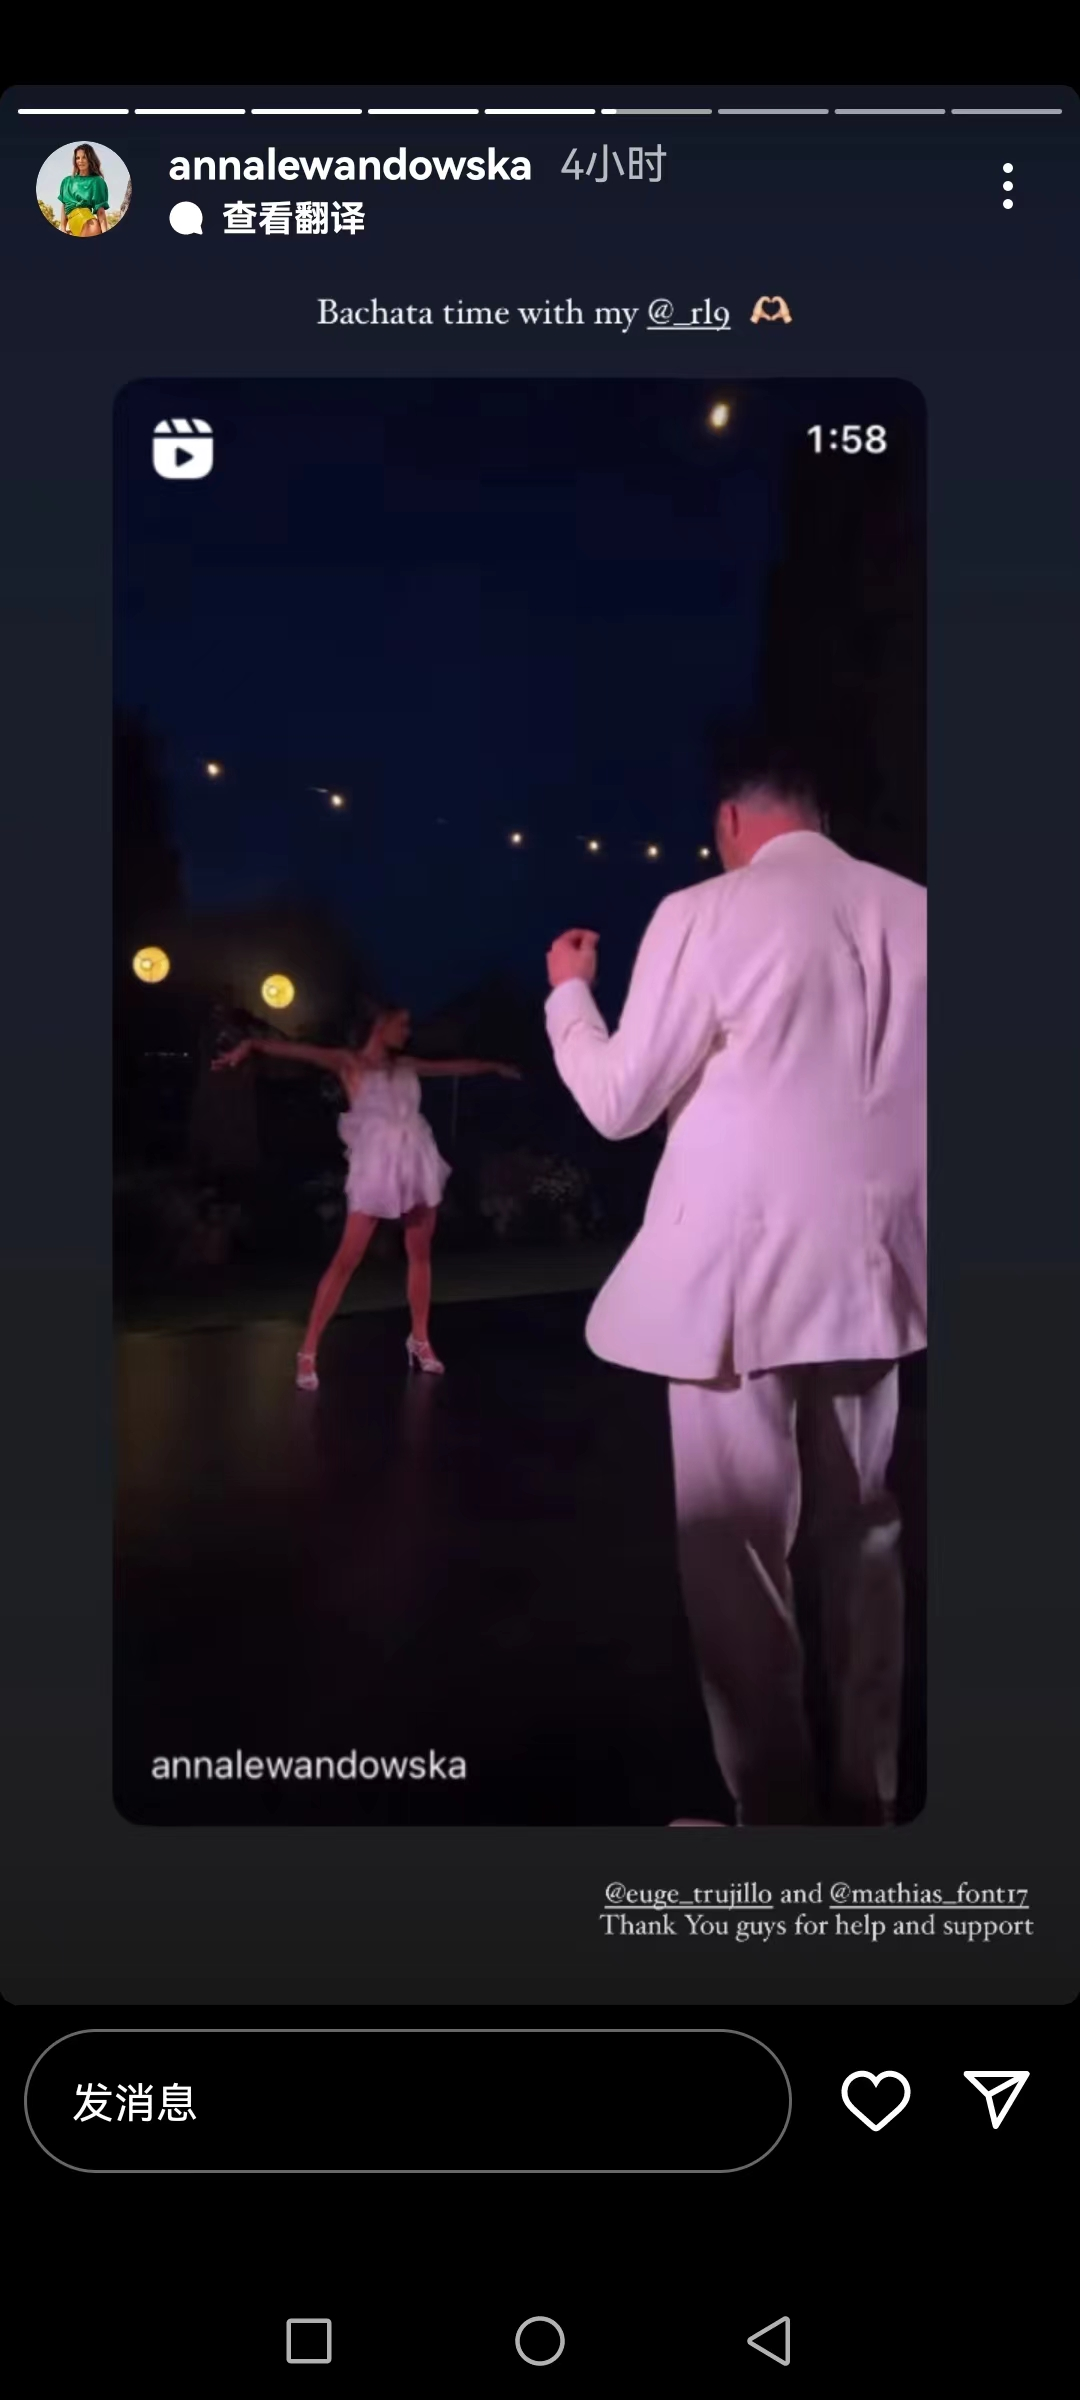 annalewandowska 4小时
查看翻译
Bachata time with my @_rl9 🫶🏻
1:58
annalewandowska
@euge_trujillo and @mathias_font17
Thank You guys for help and support
发消息